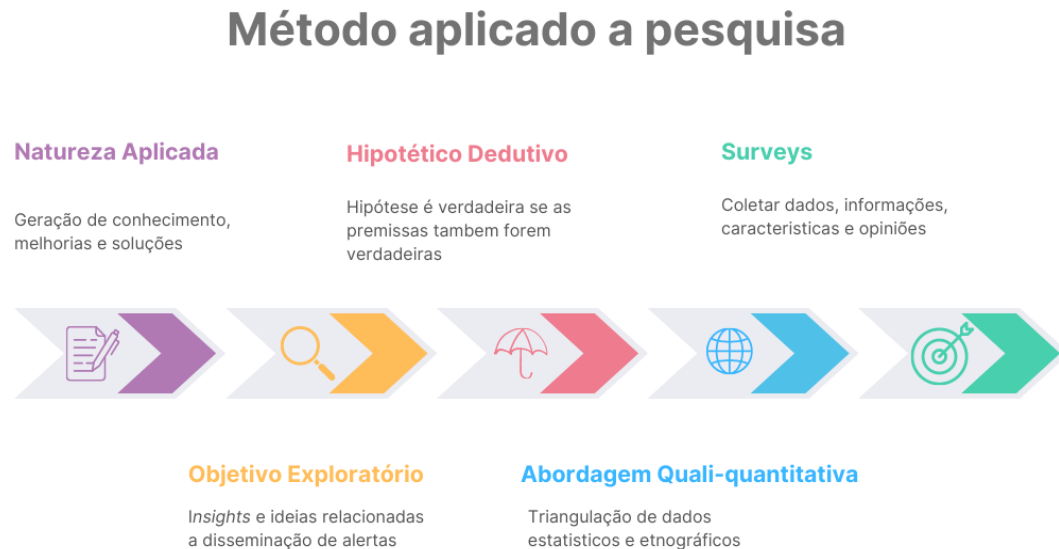 Método aplicado a pesquisa
Natureza Aplicada
Geração de conhecimento,
melhorias e soluções
Hipotético Dedutivo
Hipótese é verdadeira se as
premissas tambem forem
verdadeiras
Surveys
Coletar dados, informações,
caracteristicas e opiniões
Objetivo Exploratório
Insights e ideias relacionadas
a disseminação de alertas
Abordagem Quali-quantitativa
Triangulação de dados
estatisticos e etnográficos